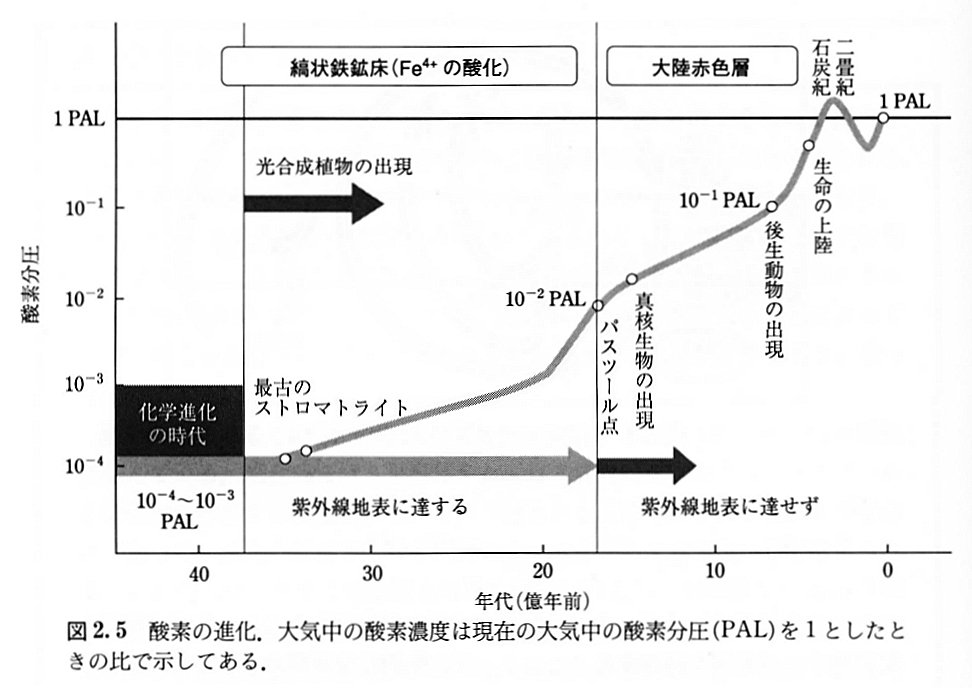 縞状鉄鉱床(Fe⁴⁺の酸化)
大陸赤色層
石炭紀
二畳紀
1 PAL
1 PAL
光合成植物の出現
10⁻¹
10⁻¹ PAL
生命の上陸
後生動物の出現
酸素分圧
10⁻²
10⁻² PAL
パスツール点
真核生物の出現
10⁻³
最古の
ストロマトライト
化学進化
の時代
10⁻⁴
10⁻⁴〜10⁻³
PAL
紫外線地表に達する
紫外線地表に達せず
40
30
20
10
0
年代(億年前)
図2.5 酸素の進化.大気中の酸素濃度は現在の大気中の酸素分圧(PAL)を1としたと
きの比で示してある.